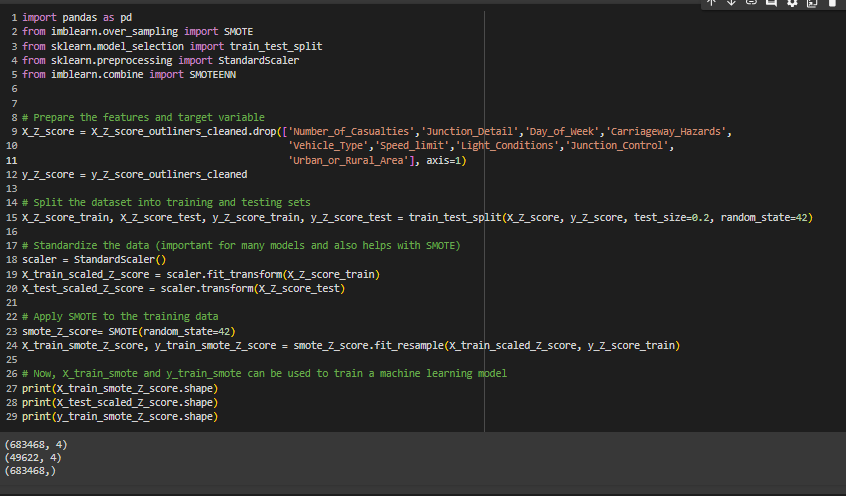 1 import pandas as pd
2 from imblearn.over_sampling import SMOTE
3 from sklearn.model_selection import train_test_split
4 from sklearn.preprocessing import StandardScaler
5 from imblearn.combine import SMOTEENN
6
7
8 # Prepare the features and target variable
9 X_Z_score = X_Z_score_outliners_cleaned.drop(['Number_of_Casualties','Junction_Detail','Day_of_Week','Carriageway_Hazards',
10 'Vehicle_Type','Speed_limit','Light_Conditions','Junction_Control',
11 'Urban_or_Rural_Area'], axis=1)
12 y_Z_score = y_Z_score_outliners_cleaned
13
14 # Split the dataset into training and testing sets
15 X_Z_score_train, X_Z_score_test, y_Z_score_train, y_Z_score_test = train_test_split(X_Z_score, y_Z_score, test_size=0.2, random_state=42)
16
17 # Standardize the data (important for many models and also helps with SMOTE)
18 scaler = StandardScaler()
19 X_train_scaled_Z_score = scaler.fit_transform(X_Z_score_train)
20 X_test_scaled_Z_score = scaler.transform(X_Z_score_test)
21
22 # Apply SMOTE to the training data
23 smote_Z_score= SMOTE(random_state=42)
24 X_train_smote_Z_score, y_train_smote_Z_score = smote_Z_score.fit_resample(X_train_scaled_Z_score, y_Z_score_train)
25
26 # Now, X_train_smote and y_train_smote can be used to train a machine learning model
27 print(X_train_smote_Z_score.shape)
28 print(X_test_scaled_Z_score.shape)
29 print(y_train_smote_Z_score.shape)
(683468, 4)
(49622, 4)
(683468,)